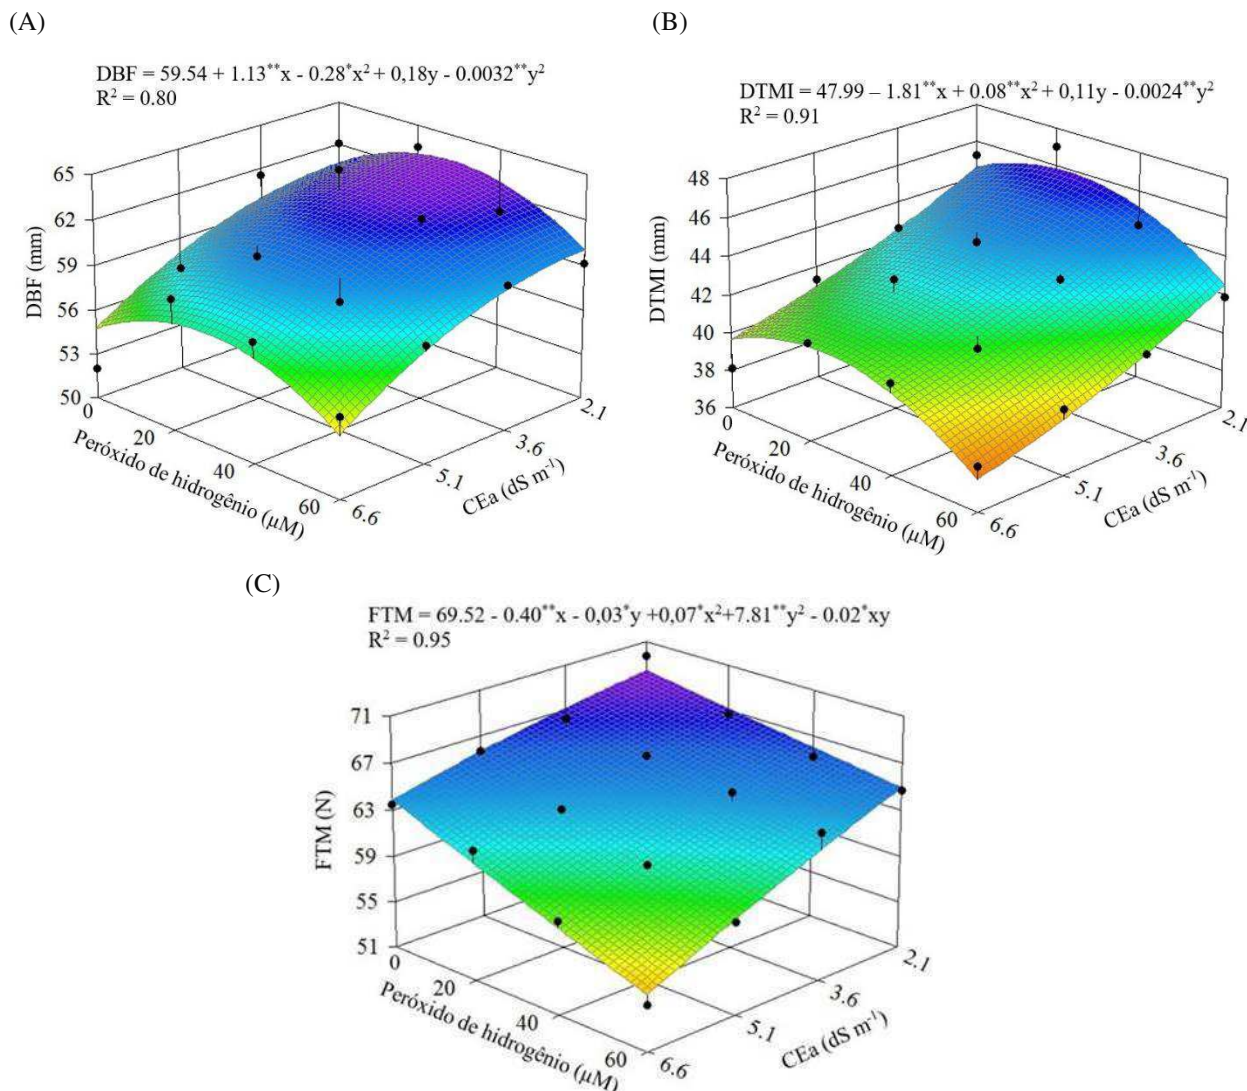 (A)
(B)
DBF = 59.54 + 1.13**x - 0.28*x² + 0,18y - 0.0032**y²
R² = 0.80
DTMI = 47.99 – 1.81**x + 0.08**x² + 0,11y - 0.0024**y²
R² = 0.91
65
62
59
56
53
50
DBF (mm)
0
20
40
60
Peróxido de hidrogênio (µM)
6.6
5.1
3.6
2.1
CEa (dS m⁻¹)
48
46
44
42
40
38
36
DTMI (mm)
0
20
40
60
Peróxido de hidrogênio (µM)
6.6
5.1
3.6
2.1
CEa (dS m⁻¹)
(C)
FTM = 69.52 - 0.40**x - 0,03*y +0,07*x²+7.81**y² - 0.02*xy
R² = 0.95
71
67
63
59
55
51
FTM (N)
0
20
40
60
Peróxido de hidrogênio (µM)
6.6
5.1
3.6
2.1
CEa (dS m⁻¹)